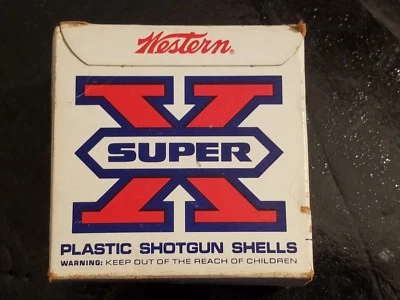 Western®
X
SUPER
PLASTIC SHOTGUN SHELLS
WARNING: KEEP OUT OF THE REACH OF CHILDREN